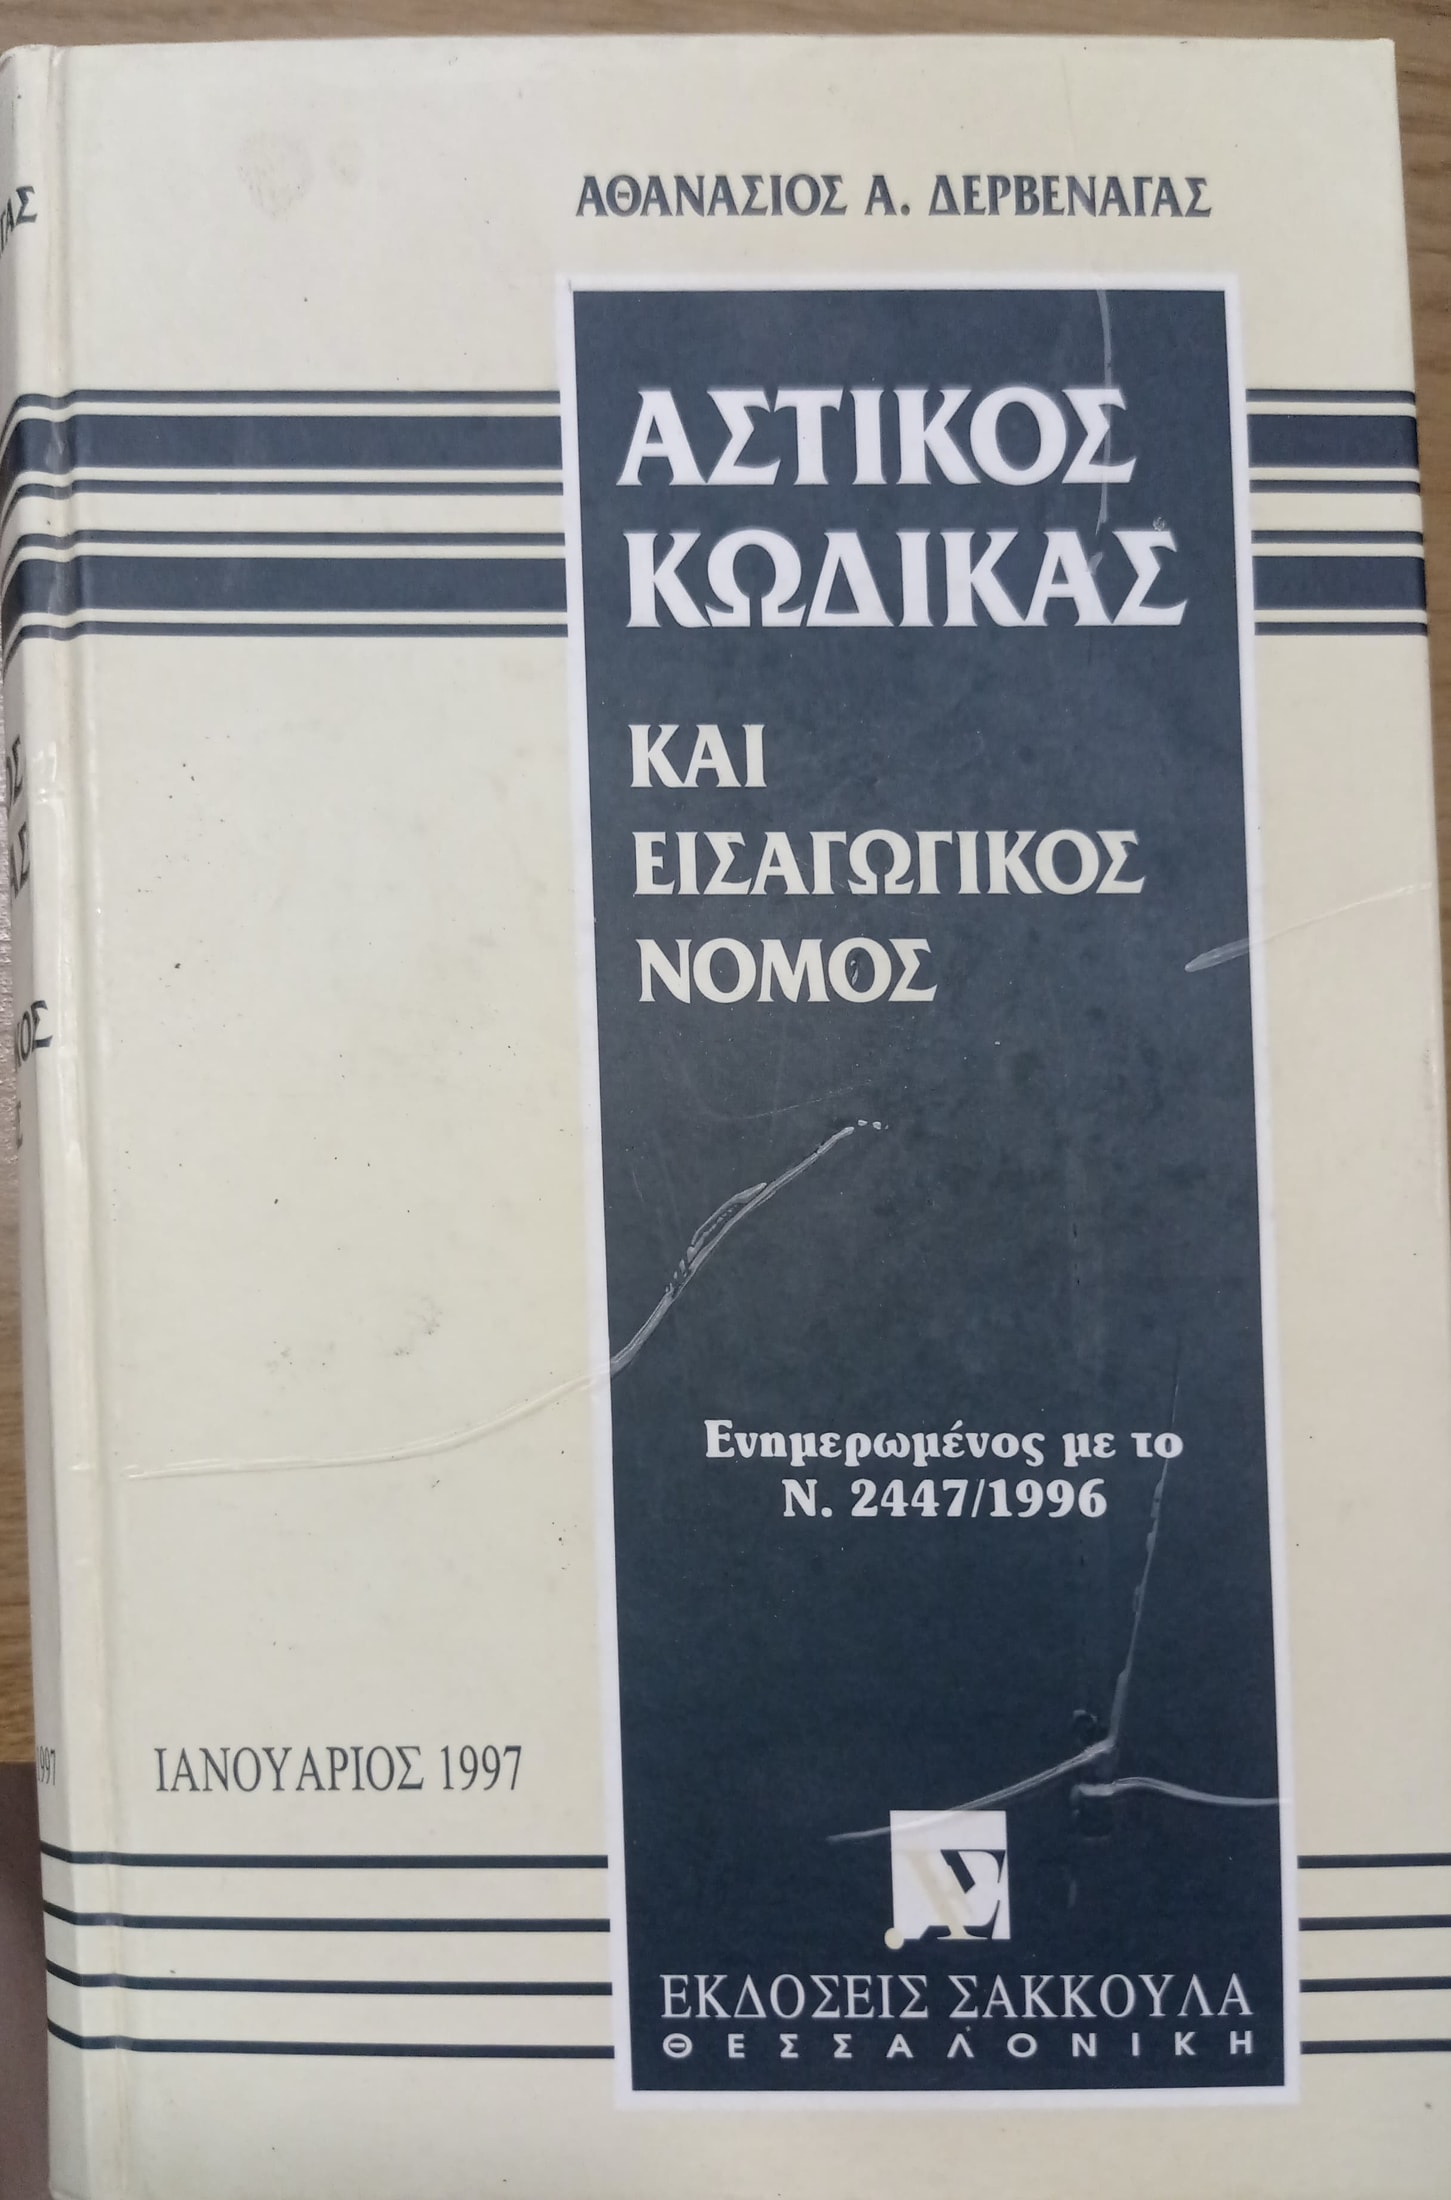 ΑΘΑΝΑΣΙΟΣ Α. ΔΕΡΒΕΝΑΓΑΣ
ΑΣΤΙΚΟΣ
ΚΩΔΙΚΑΣ
ΚΑΙ
ΕΙΣΑΓΩΓΙΚΟΣ
ΝΟΜΟΣ
Ενημερωμένος με το
Ν. 2447/1996
ΙΑΝΟΥΑΡΙΟΣ 1997
ΕΚΔΟΣΕΙΣ ΣΑΚΚΟΥΛΑ
ΘΕΣΣΑΛΟΝΙΚΗ